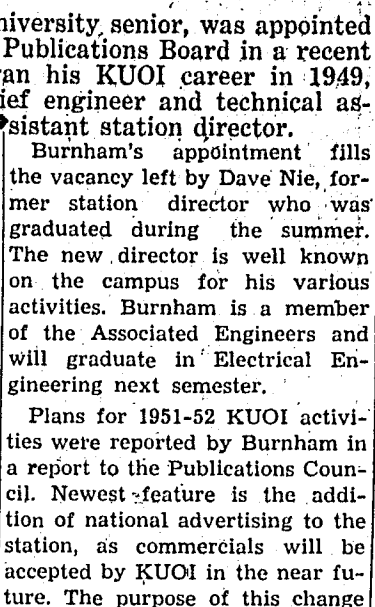 niversity senior, was appointed
Publications Board in a recent
an his KUOI career in 1949,
ief engineer and technical as-
sistant station director.
Burnham's appointment fills
the vacancy left by Dave Nie, for-
mer station director who was
graduated during the summer.
The new director is well known
on the campus for his various
activities. Burnham is a member
of the Associated Engineers and
will graduate in Electrical En-
gineering next semester.
Plans for 1951-52 KUOI activi-
ties were reported by Burnham in
a report to the Publications Coun-
cil. Newest feature is the addi-
tion of national advertising to the
station, as commercials will be
accepted by KUOI in the near fu-
ture. The purpose of this change